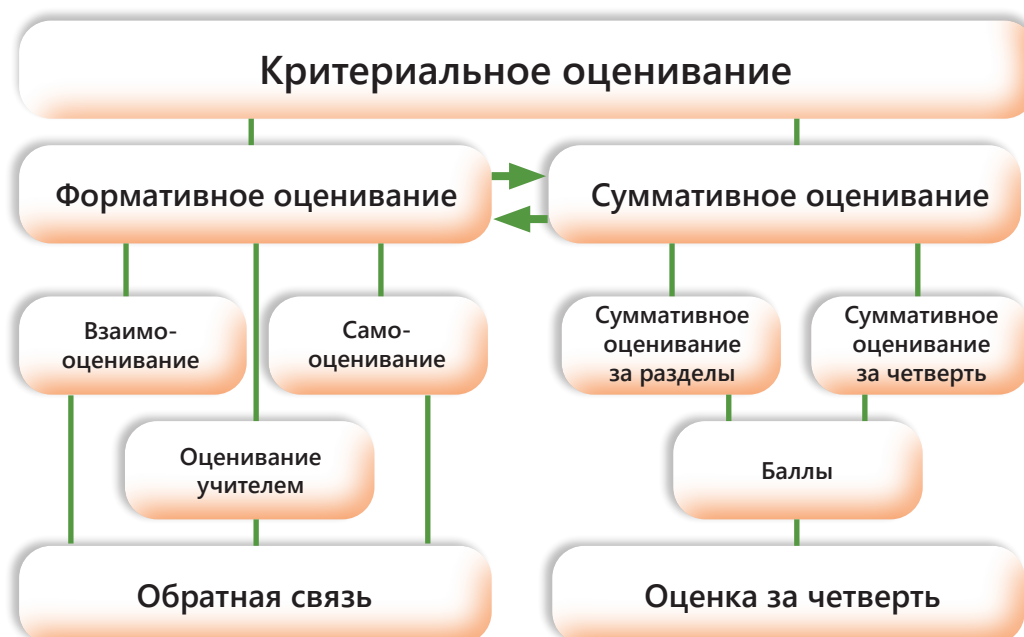 Критериальное оценивание
Формативное оценивание
Суммативное оценивание
Взаимо-
оценивание
Само-
оценивание
Суммативное
оценивание
за разделы
Суммативное
оценивание
за четверть
Оценивание
учителем
Баллы
Обратная связь
Оценка за четверть